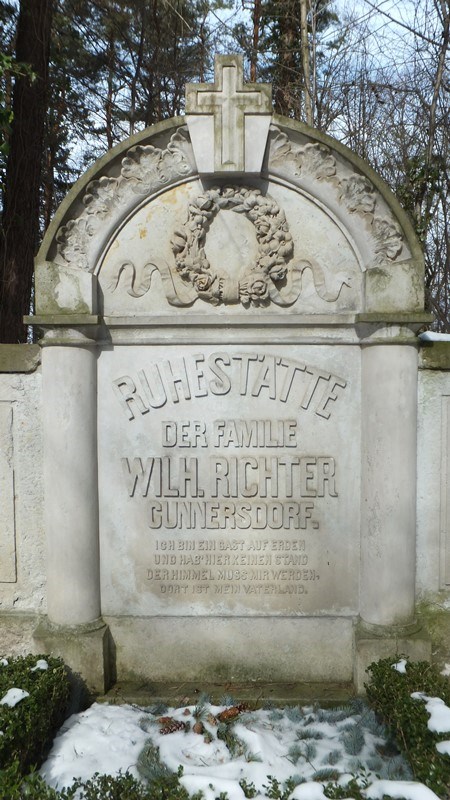 RUHESTÄTTE
DER FAMILIE
WILH. RICHTER
CUNNERSDORF.
ICH BIN EIN GAST AUF ERDEN
UND HAB' HIER KEINEN STAND
DER HIMMEL MUSS MIR WERDEN.
DORT IST MEIN VATERLAND.